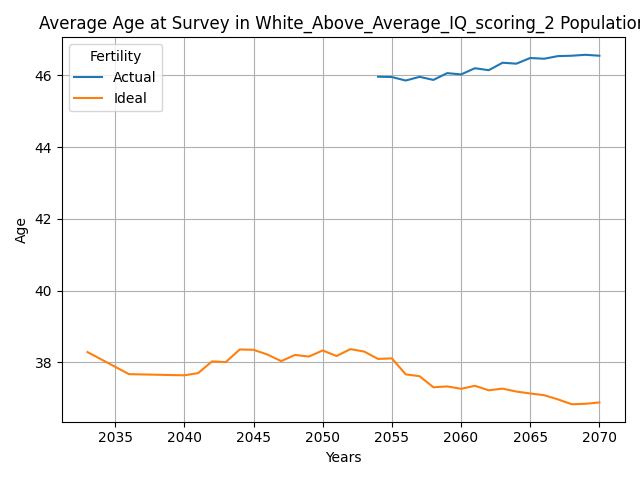 Average Age at Survey in White_Above_Average_IQ_scoring_2 Population
Fertility
Actual
Ideal
46
44
42
40
38
Age
2035 2040 2045 2050 2055 2060 2065 2070
Years